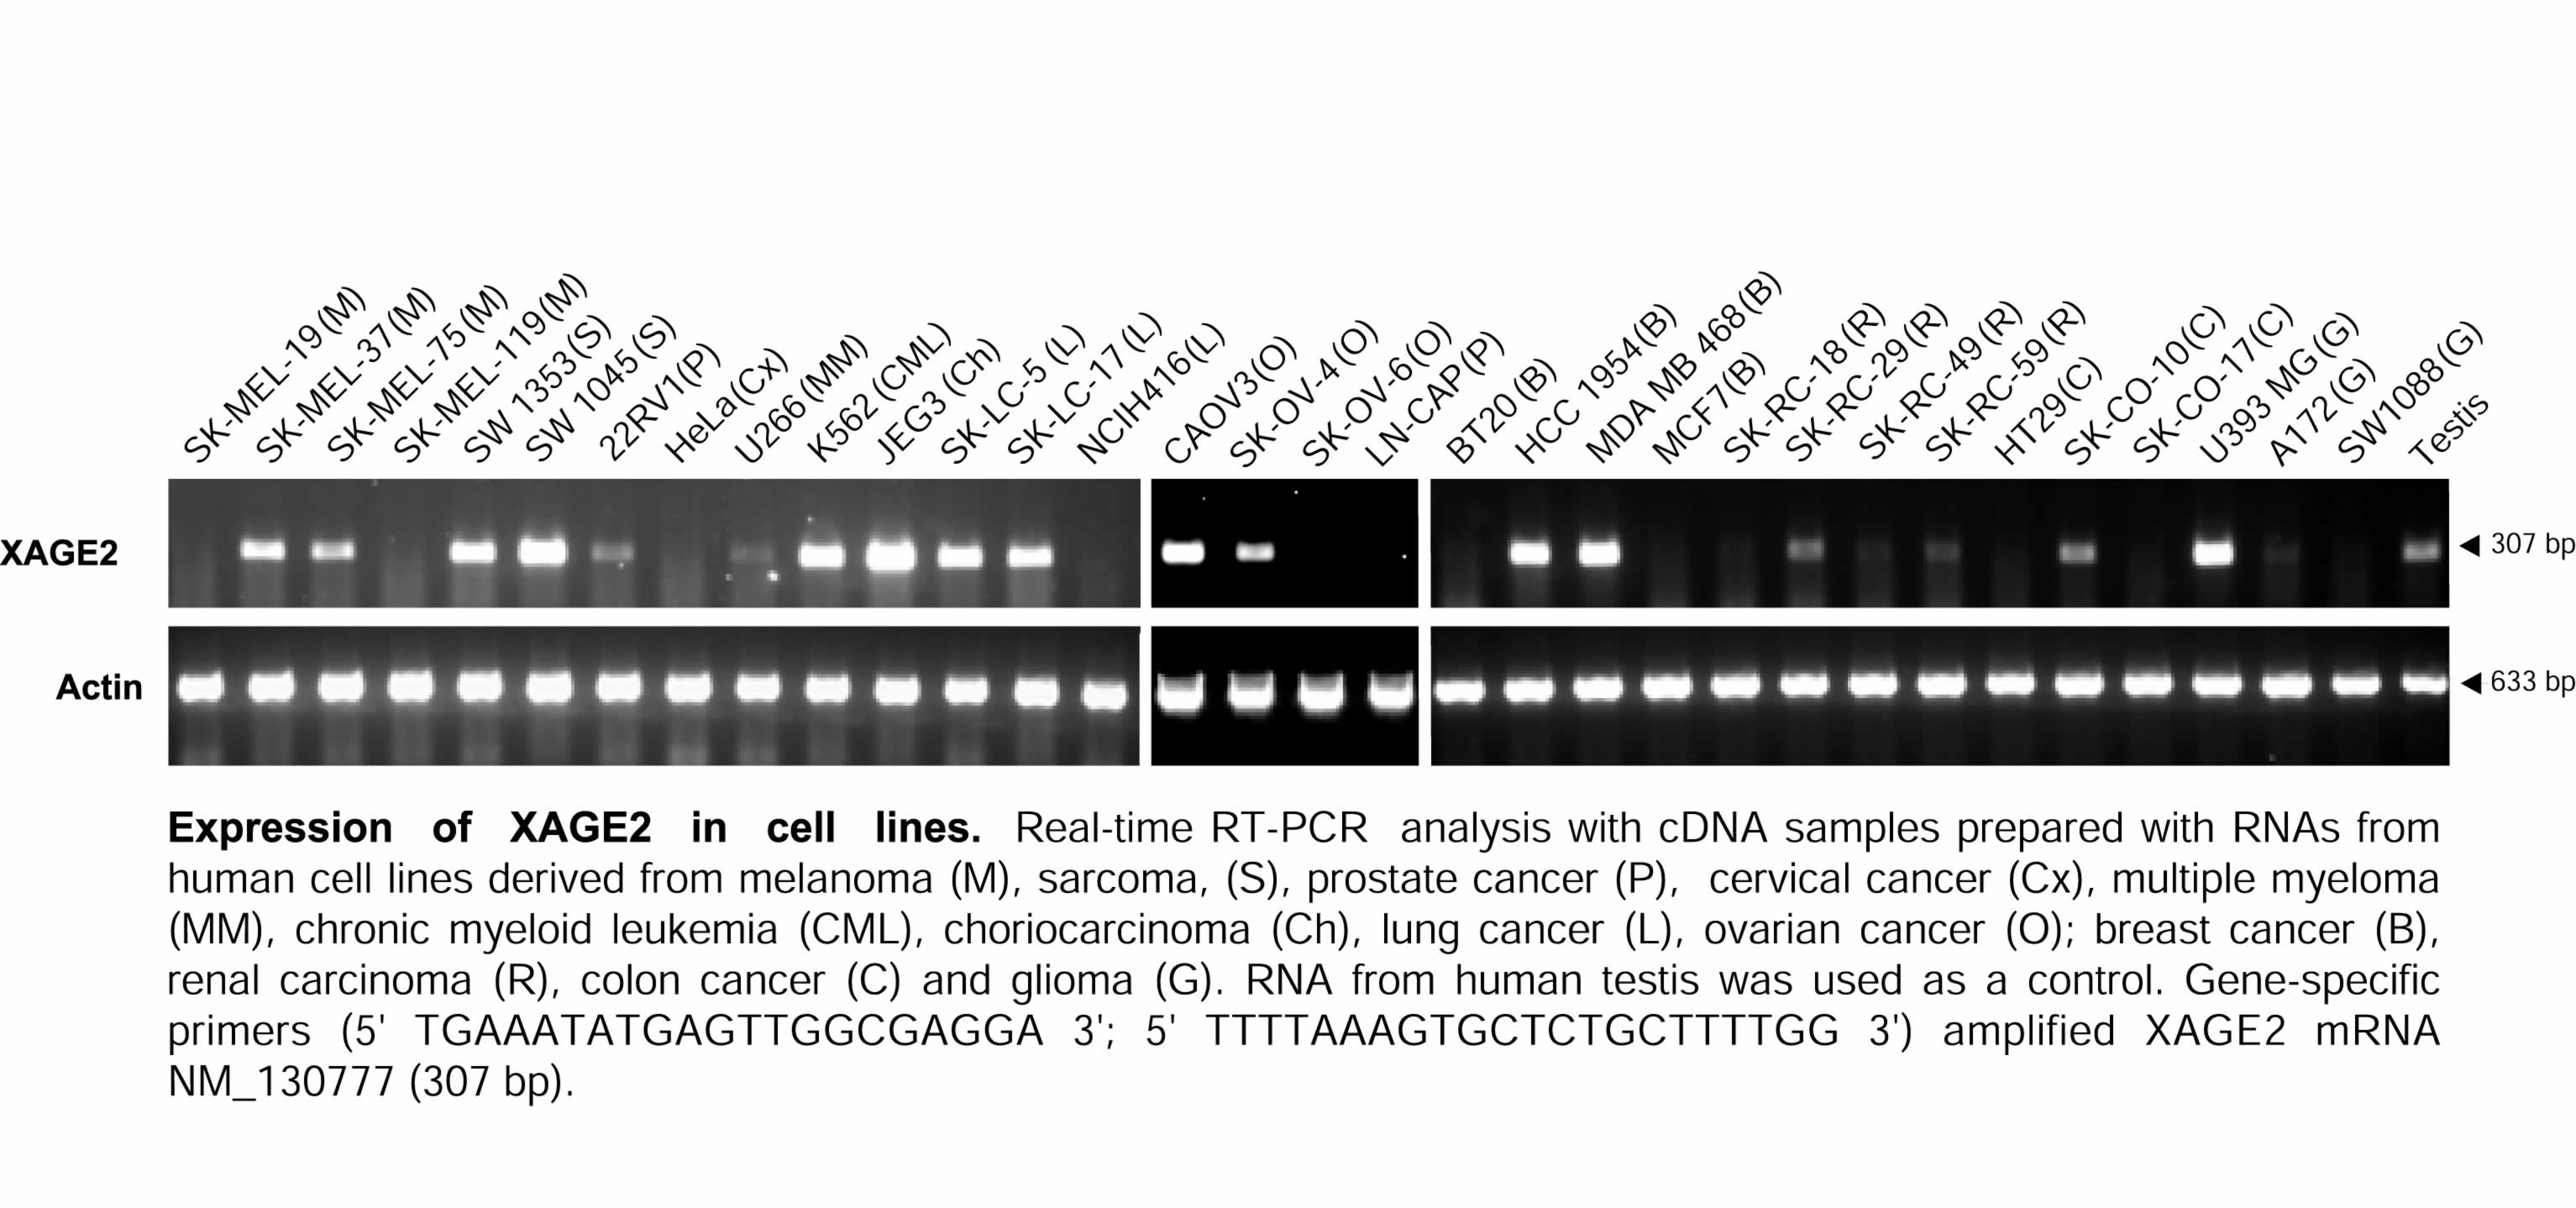 SK-MEL-19 (M)
SK-MEL-37 (M)
SK-MEL-75 (M)
SK-MEL-119 (M)
SW 1353 (S)
SW 1045 (S)
22RV1(P)
HeLa(Cx)
U266 (MM)
K562 (CML)
JEG3 (Ch)
SK-LC-5 (L)
SK-LC-17 (L)
NCIH416(L)
CAOV3(O)
SK-OV-4(O)
SK-OV-6(O)
LN-CAP(P)
BT20 (B)
HCC 1954(B)
MDA MB 468(B)
MCF7(B)
SK-RC-18 (R)
SK-RC-29 (R)
SK-RC-49 (R)
SK-RC-59 (R)
HT29 (C)
SK-CO-10(C)
SK-CO-17(C)
U393 MG (G)
A172 (G)
SW1088 (G)
Testis
XAGE2
307 bp
Actin
633 bp
Expression of XAGE2 in cell lines. Real-time RT-PCR analysis with cDNA samples prepared with RNAs from
human cell lines derived from melanoma (M), sarcoma, (S), prostate cancer (P), cervical cancer (Cx), multiple myeloma
(MM), chronic myeloid leukemia (CML), choriocarcinoma (Ch), lung cancer (L), ovarian cancer (O); breast cancer (B),
renal carcinoma (R), colon cancer (C) and glioma (G). RNA from human testis was used as a control. Gene-specific
primers (5' TGAAATATGAGTTGGCGAGGA 3'; 5' TTTTAAAGTGCTCTGCTTTTGG 3') amplified XAGE2 mRNA
NM_130777 (307 bp).